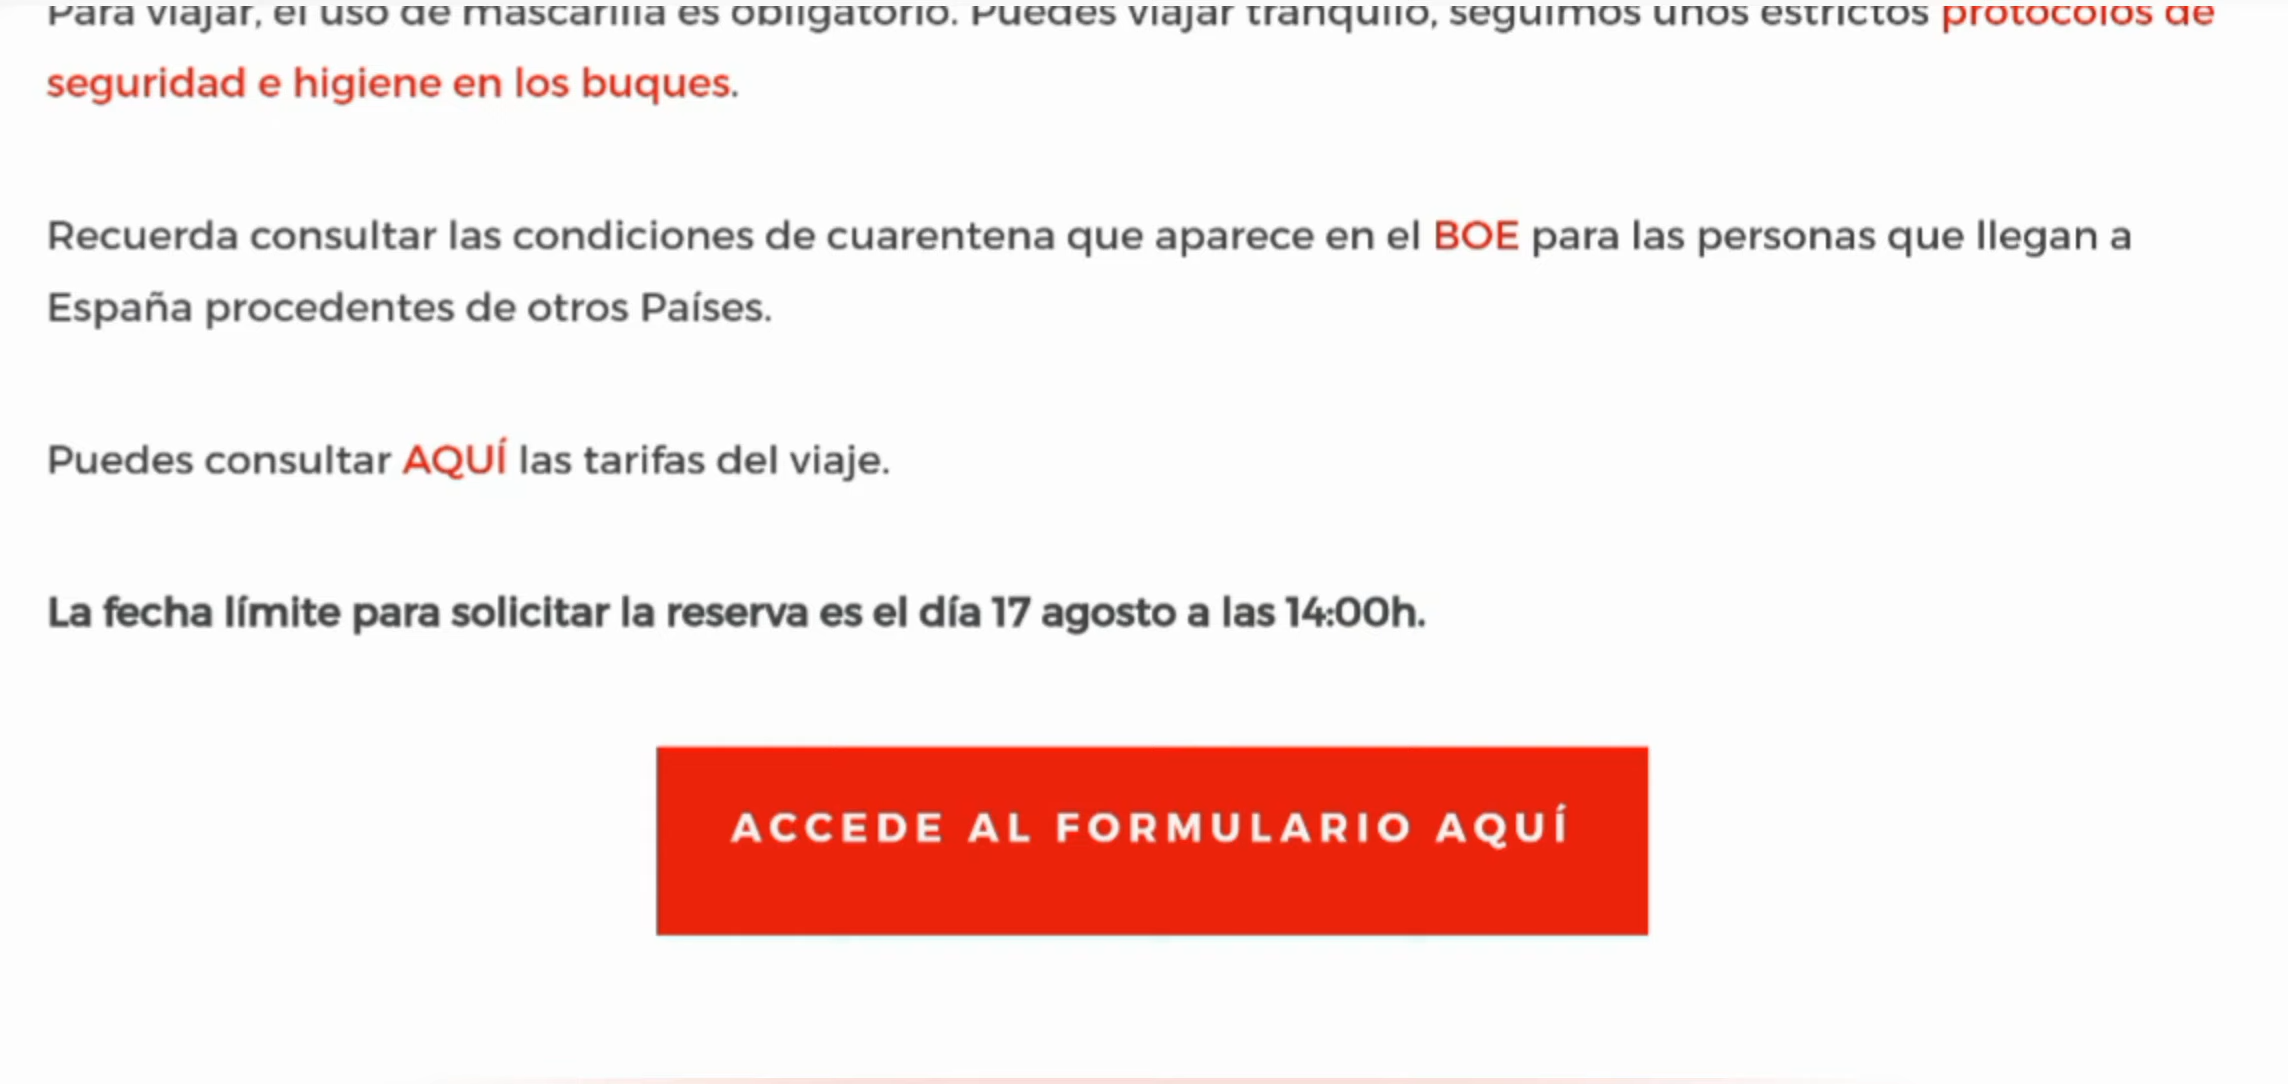 Para viajar, el uso de mascarilla es obligatorio. Puedes viajar tranquilo, seguimos unos estrictos protocolos de
seguridad e higiene en los buques.
Recuerda consultar las condiciones de cuarentena que aparece en el BOE para las personas que llegan a
España procedentes de otros Países.
Puedes consultar AQUÍ las tarifas del viaje.
La fecha límite para solicitar la reserva es el día 17 agosto a las 14:00h.
ACCEDE AL FORMULARIO AQUÍ